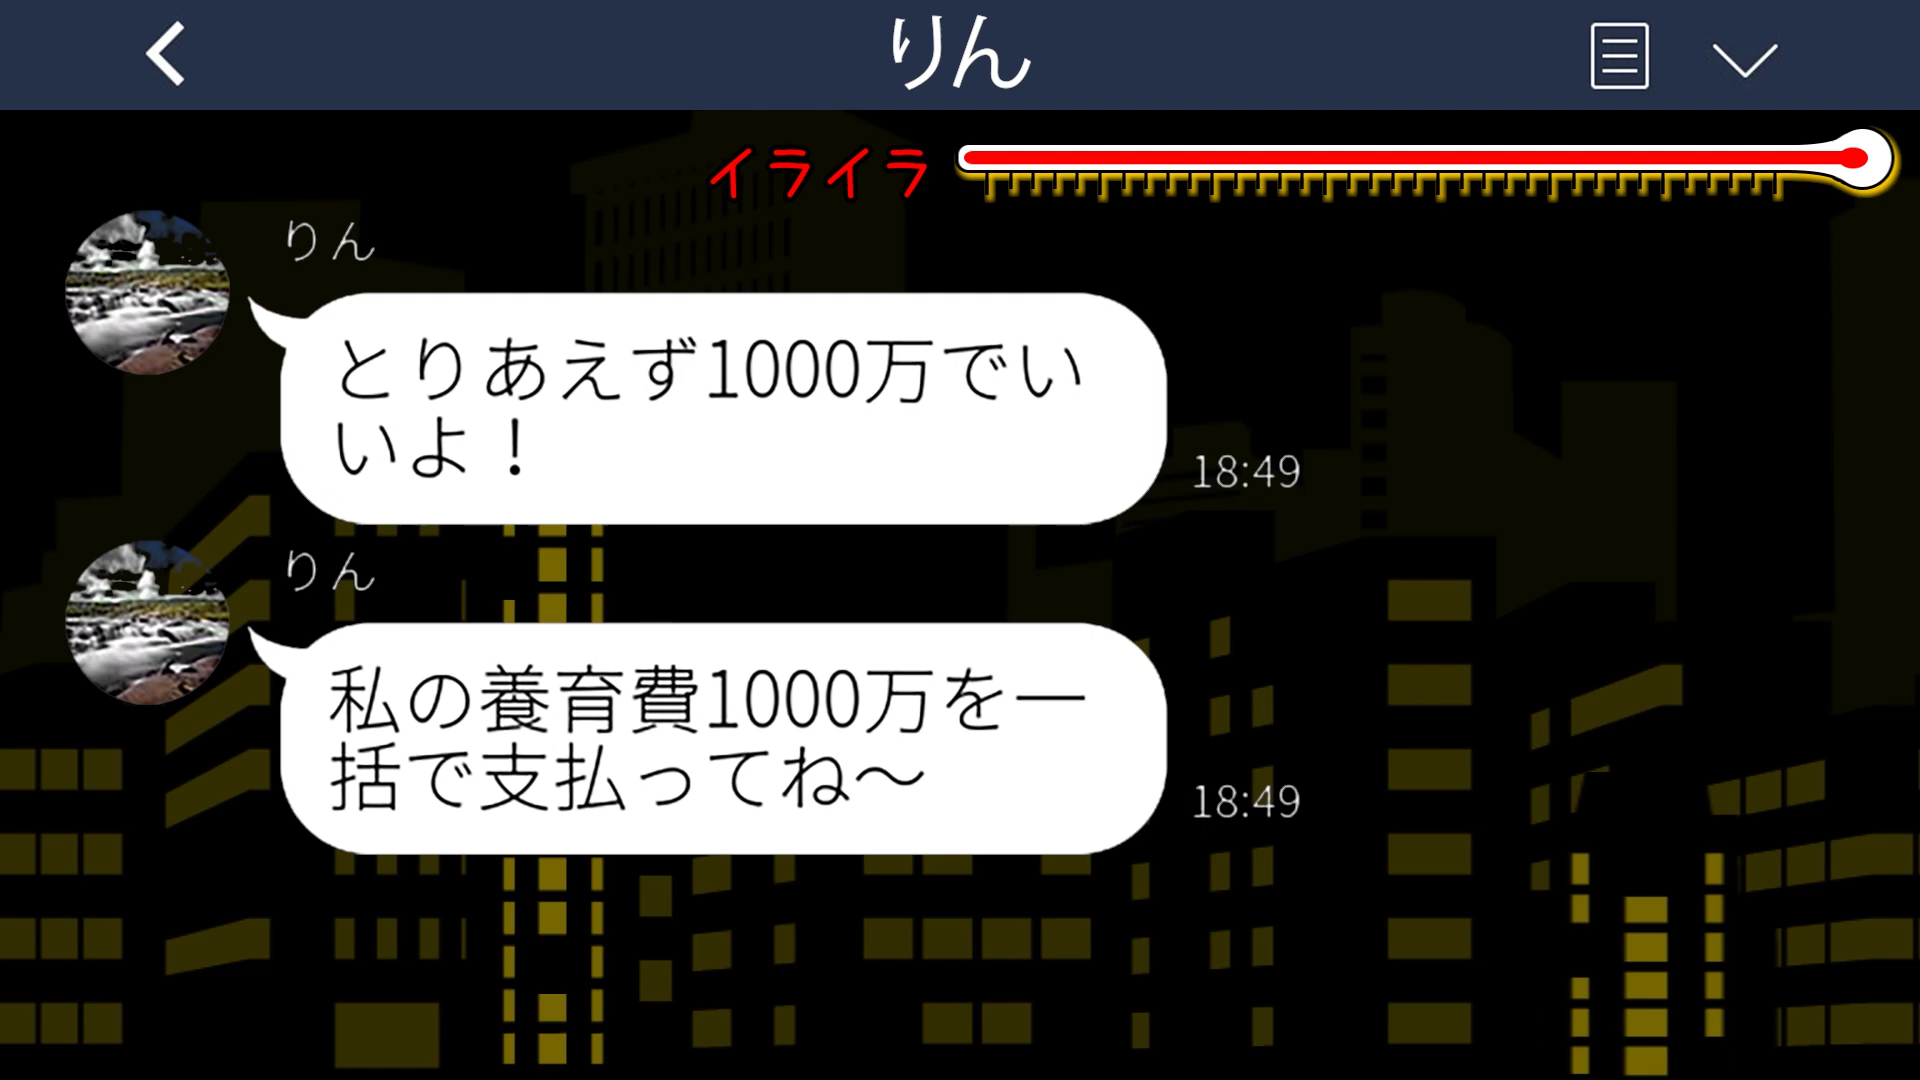 りん
イライラ
りん
とりあえず1000万でい
いよ！
18:49
りん
私の養育費1000万を一
括で支払ってね～
18:49